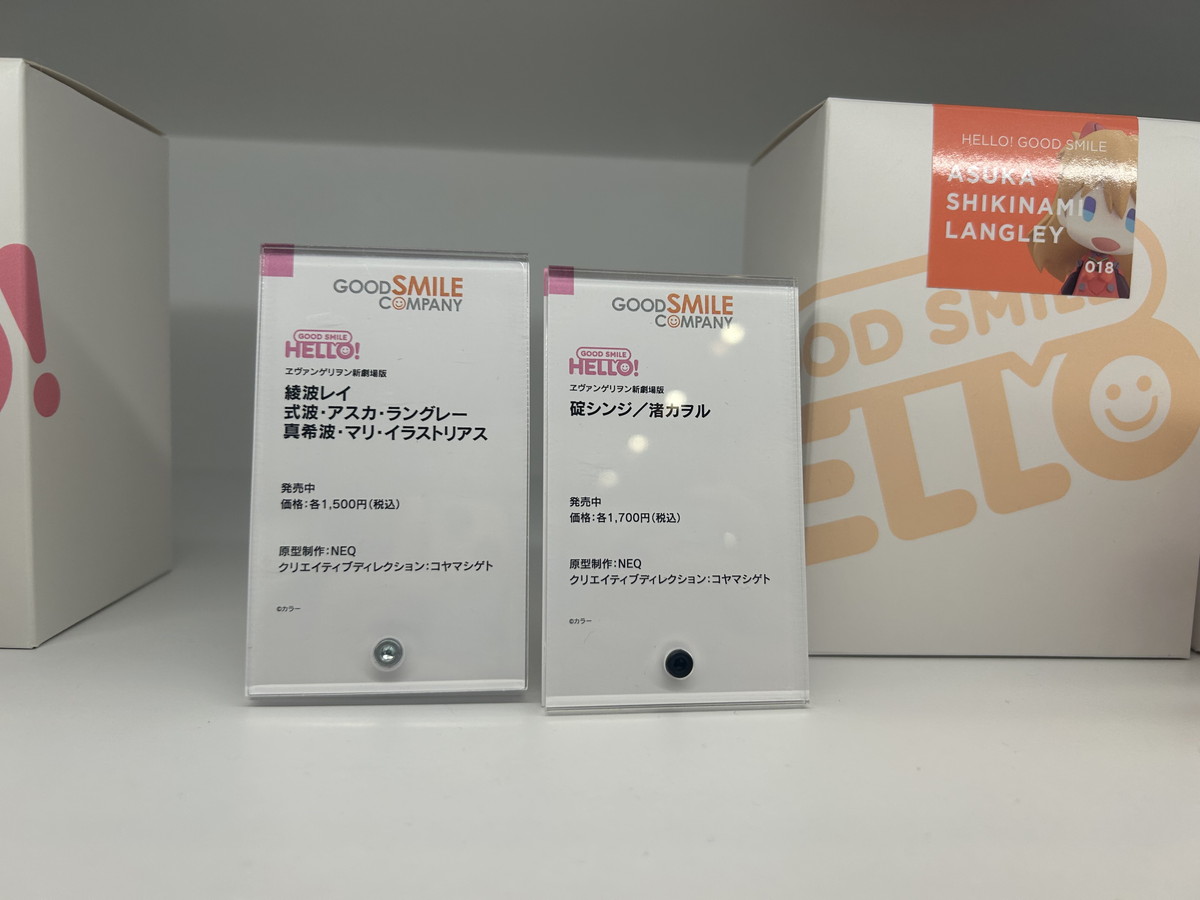 !
GOODSMILE
COMPANY
GOOD SMILE
HELLO!
ヱヴァンゲリヲン新劇場版
綾波レイ
式波・アスカ・ラングレー
真希波・マリ・イラストリアス
発売中
価格：各1,500円（税込）
原型制作：NEQ
クリエイティブディレクション：コヤマシゲト
©カラー
GOODSMILE
COMPANY
GOOD SMILE
HELLO!
ヱヴァンゲリヲン新劇場版
碇シンジ／渚カヲル
発売中
価格：各1,700円（税込）
原型制作：NEQ
クリエイティブディレクション：コヤマシゲト
©カラー
HELLO! GOOD SMILE
ASUKA
SHIKINAMI
LANGLEY
018
OOD SMILE
ELLO